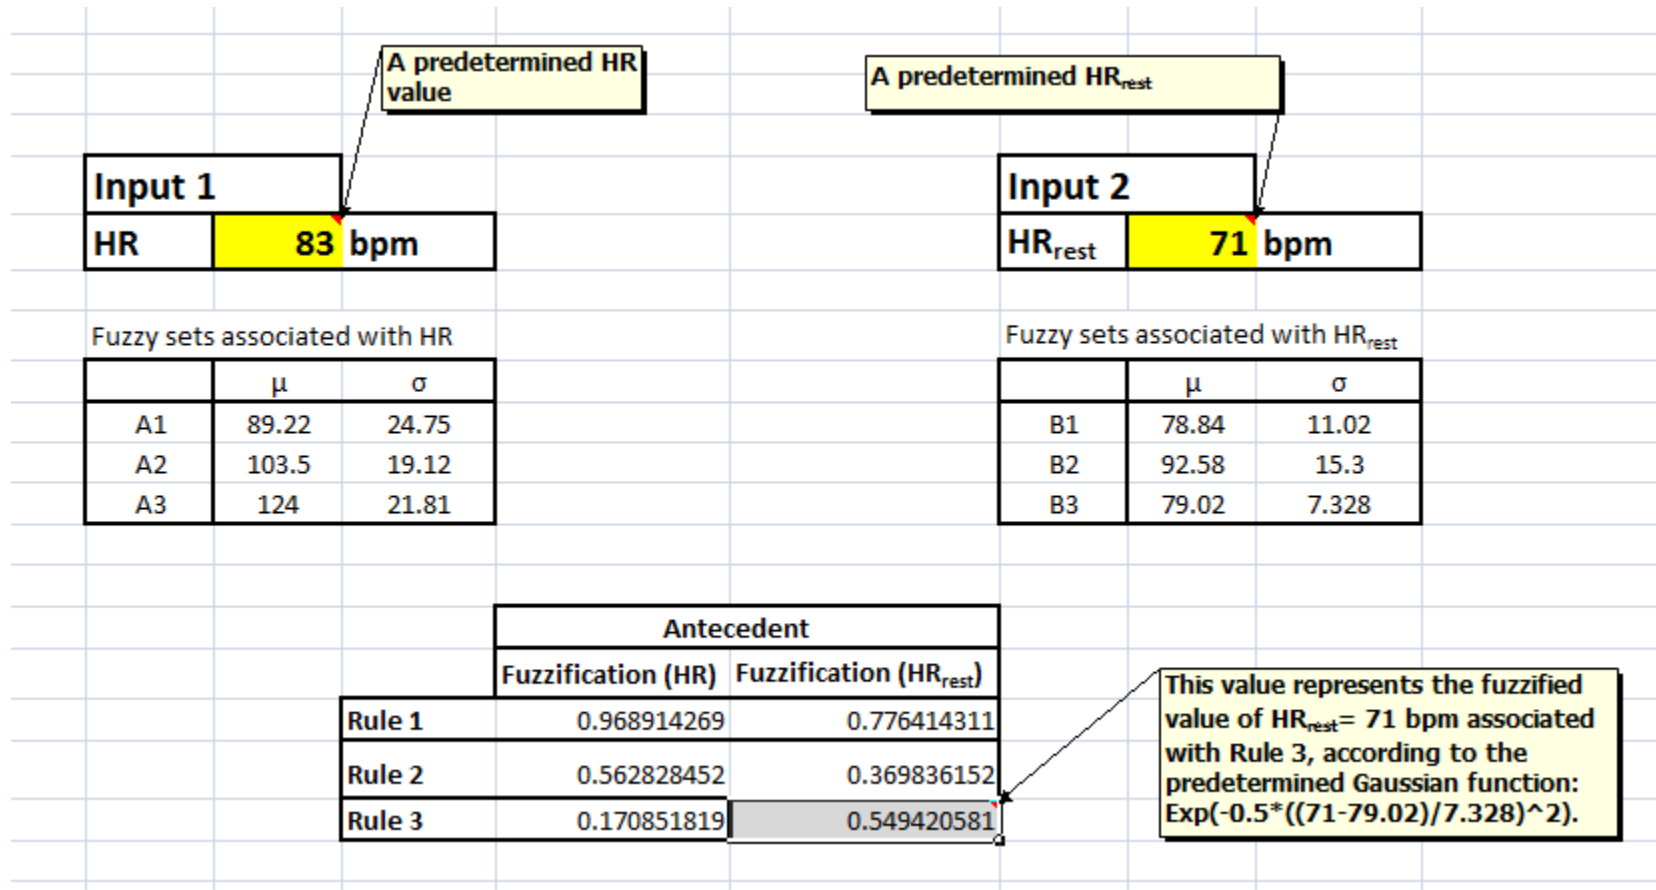 A predetermined HR
value
A predetermined HRrest
Input 1
HR 83 bpm
Input 2
HRrest 71 bpm
Fuzzy sets associated with HR
μ σ
A1 89.22 24.75
A2 103.5 19.12
A3 124 21.81
Fuzzy sets associated with HRrest
μ σ
B1 78.84 11.02
B2 92.58 15.3
B3 79.02 7.328
Antecedent
Fuzzification (HR) Fuzzification (HRrest)
Rule 1 0.968914269 0.776414311
Rule 2 0.562828452 0.369836152
Rule 3 0.170851819 0.549420581
This value represents the fuzzified
value of HRrest= 71 bpm associated
with Rule 3, according to the
predetermined Gaussian function:
Exp(-0.5*((71-79.02)/7.328)^2).